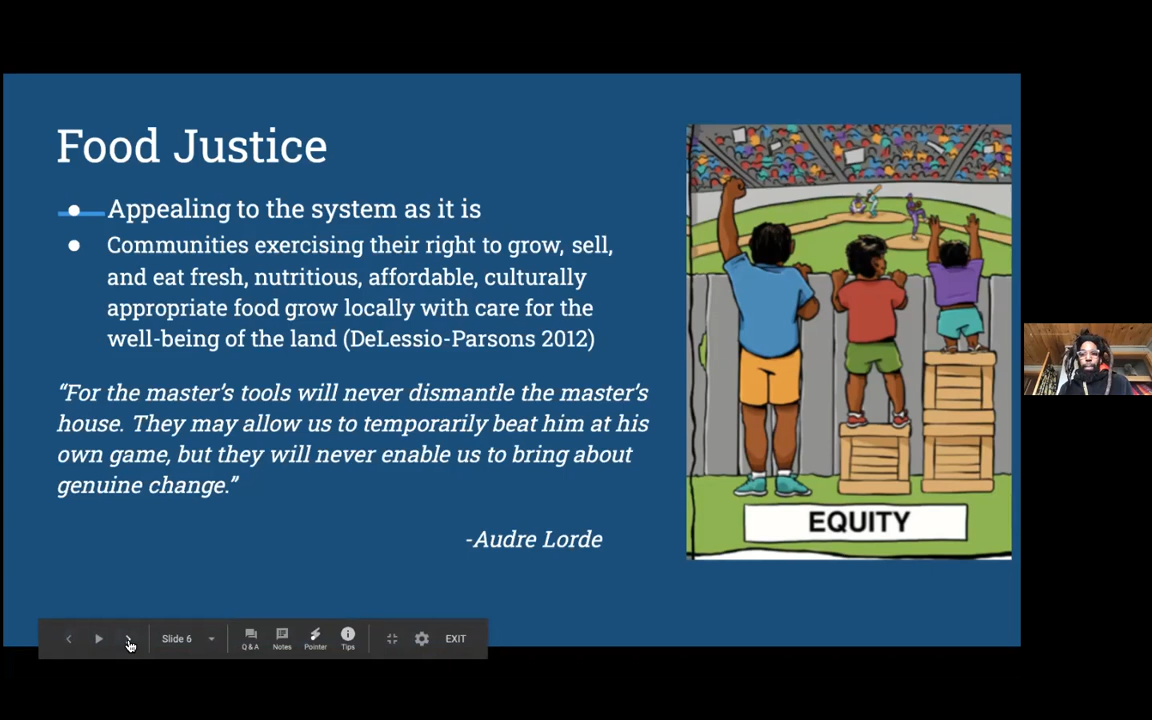 Food Justice
● Appealing to the system as it is
● Communities exercising their right to grow, sell,
and eat fresh, nutritious, affordable, culturally
appropriate food grow locally with care for the
well-being of the land (DeLessio-Parsons 2012)
“For the master’s tools will never dismantle the master’s
house. They may allow us to temporarily beat him at his
own game, but they will never enable us to bring about
genuine change.”
-Audre Lorde
EQUITY
Slide 6
Q & A
Notes
Pointer
Tips
EXIT